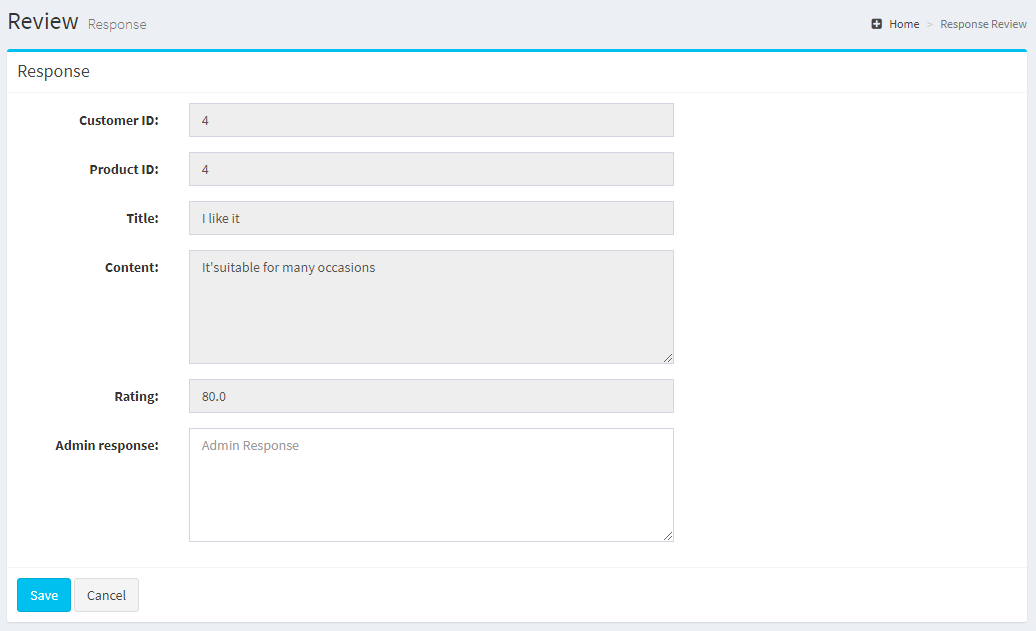 Review Response
Home > Response Review
Response
Customer ID: 4
Product ID: 4
Title: I like it
Content: It'suitable for many occasions
Rating: 80.0
Admin response: Admin Response
Save Cancel